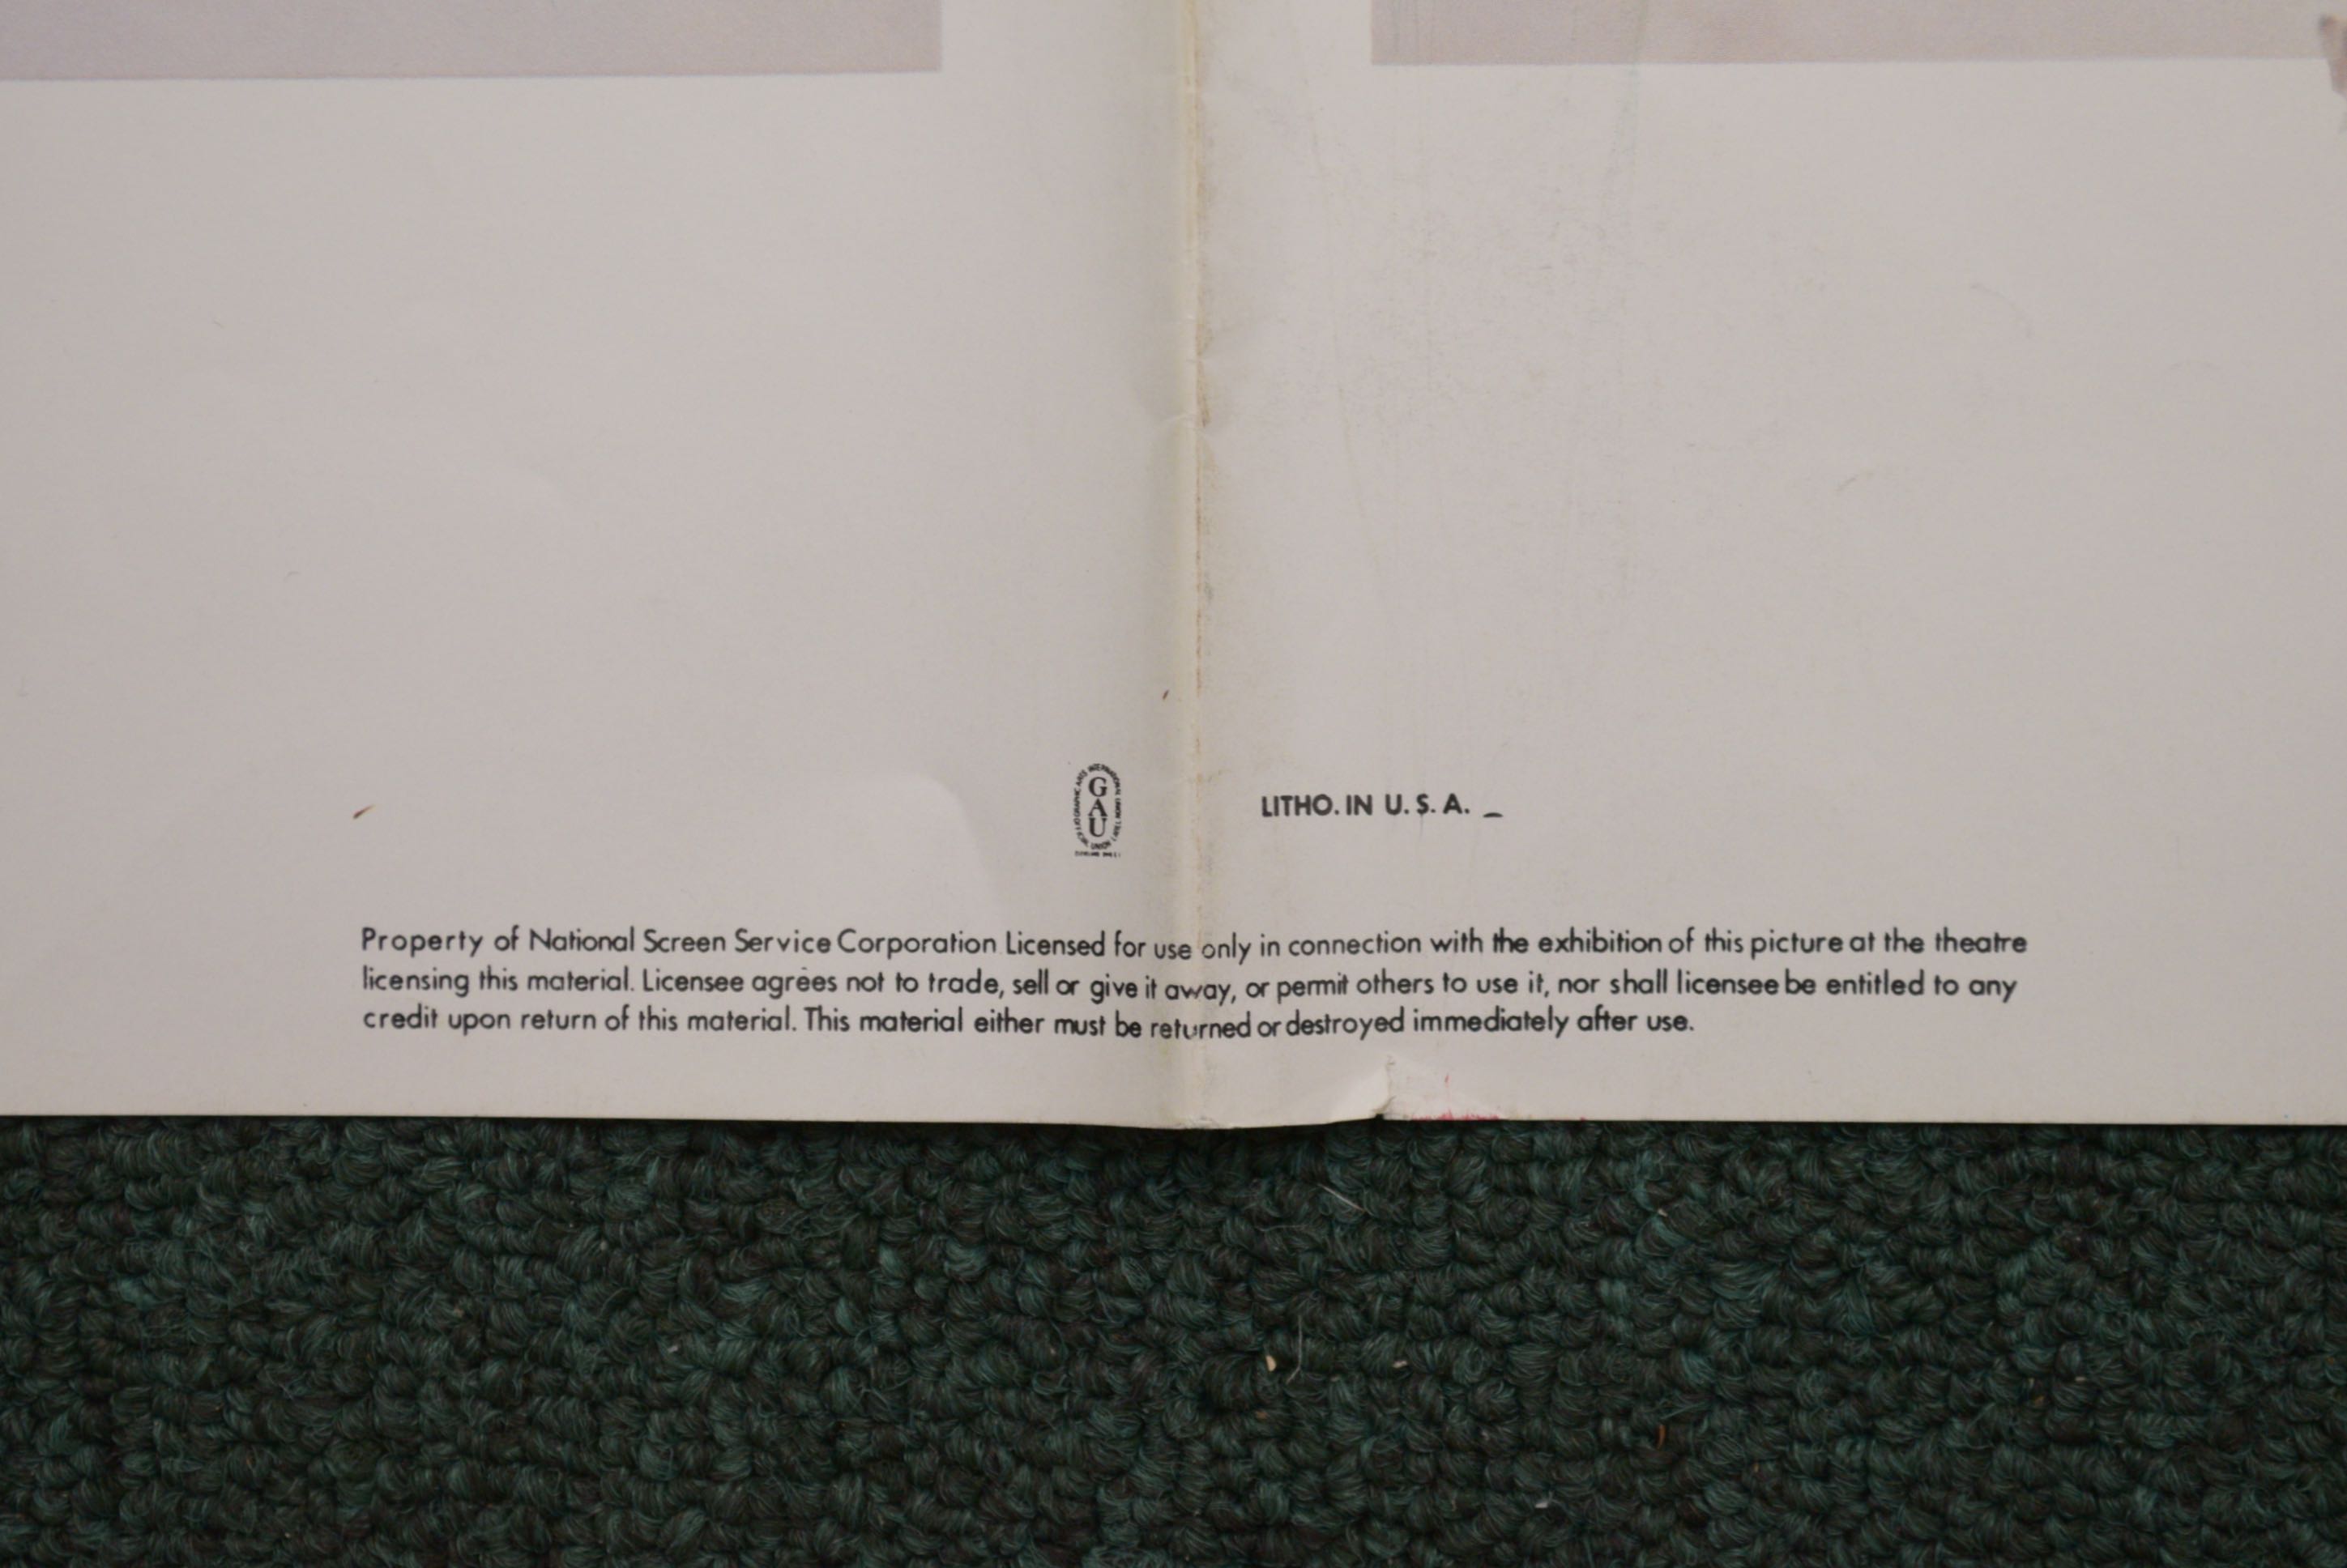 GAU
LITHO. IN U. S. A.
Property of National Screen Service Corporation Licensed for use only in connection with the exhibition of this picture at the theatre
licensing this material. Licensee agrees not to trade, sell or give it away, or permit others to use it, nor shall licensee be entitled to any
credit upon return of this material. This material either must be returned or destroyed immediately after use.